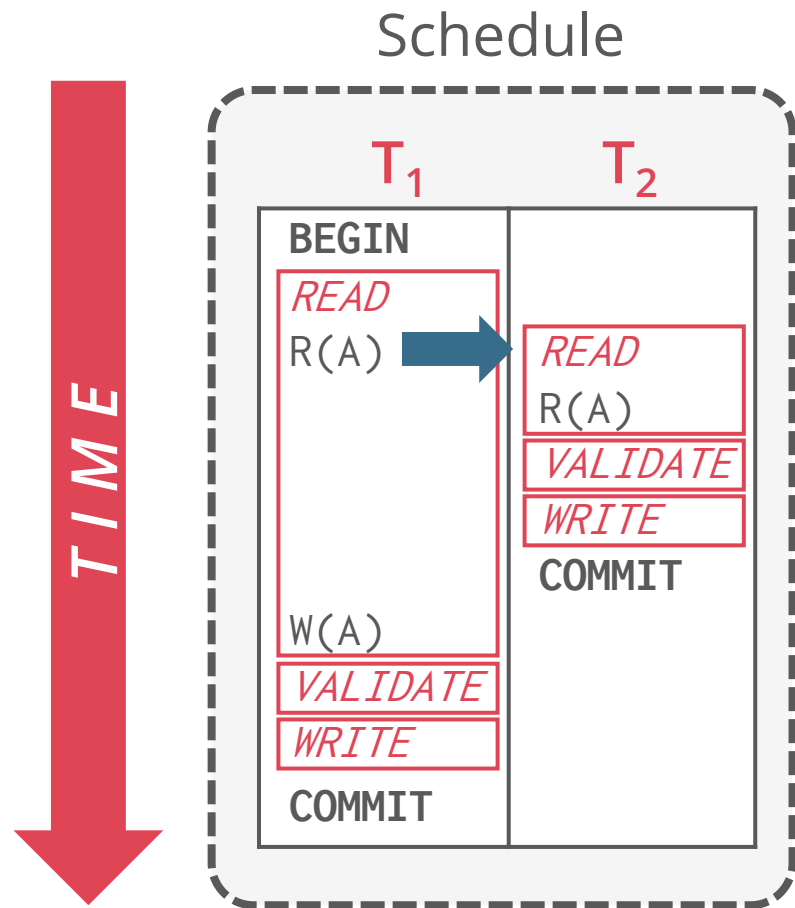 Schedule
TIME
T₁ T₂
BEGIN
READ
R(A) READ
R(A)
VALIDATE
WRITE
COMMIT
W(A)
VALIDATE
WRITE
COMMIT